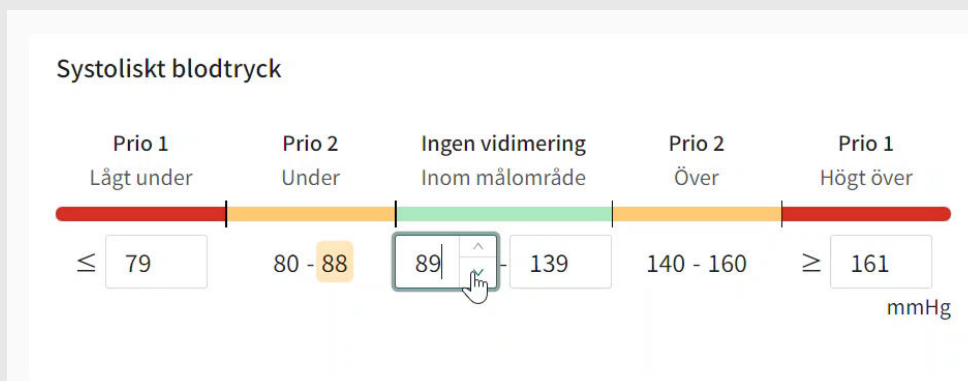 Systoliskt blodtryck
Prio 1 Prio 2 Ingen vidimering Prio 2 Prio 1
Lågt under Under Inom målområde Över Högt över
≤ 79 80 - 88 89 - 139 140 - 160 ≥ 161
mmHg